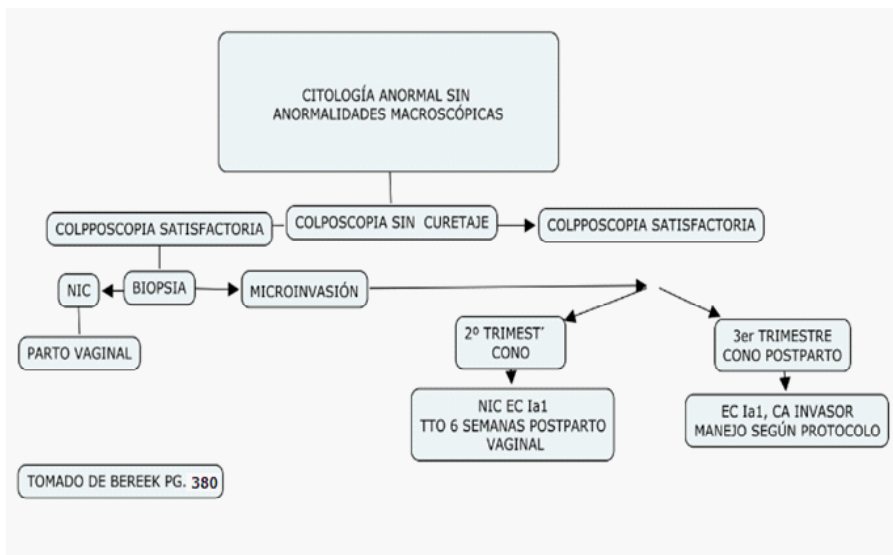 CITOLOGÍA ANORMAL SIN
ANORMALIDADES MACROSCÓPICAS
COLPPOSCOPIA SATISFACTORIA
COLPOSCOPIA SIN CURETAJE
COLPPOSCOPIA SATISFACTORIA
NIC
BIOPSIA
MICROINVASIÓN
PARTO VAGINAL
2º TRIMEST´
CONO
3er TRIMESTRE
CONO POSTPARTO
NIC EC Ia1
TTO 6 SEMANAS POSTPARTO
VAGINAL
EC Ia1, CA INVASOR
MANEJO SEGÚN PROTOCOLO
TOMADO DE BEREEK PG. 380